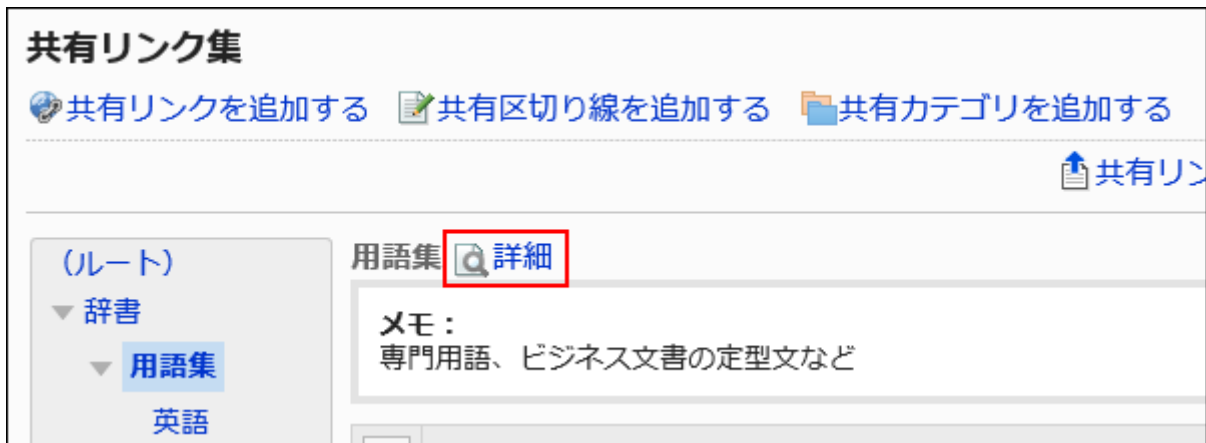 共有リンク集
共有リンクを追加する 共有区切り線を追加する 共有カテゴリを追加する
共有リン
(ルート)
辞書
用語集
英語
用語集 詳細
メモ：
専門用語、ビジネス文書の定型文など